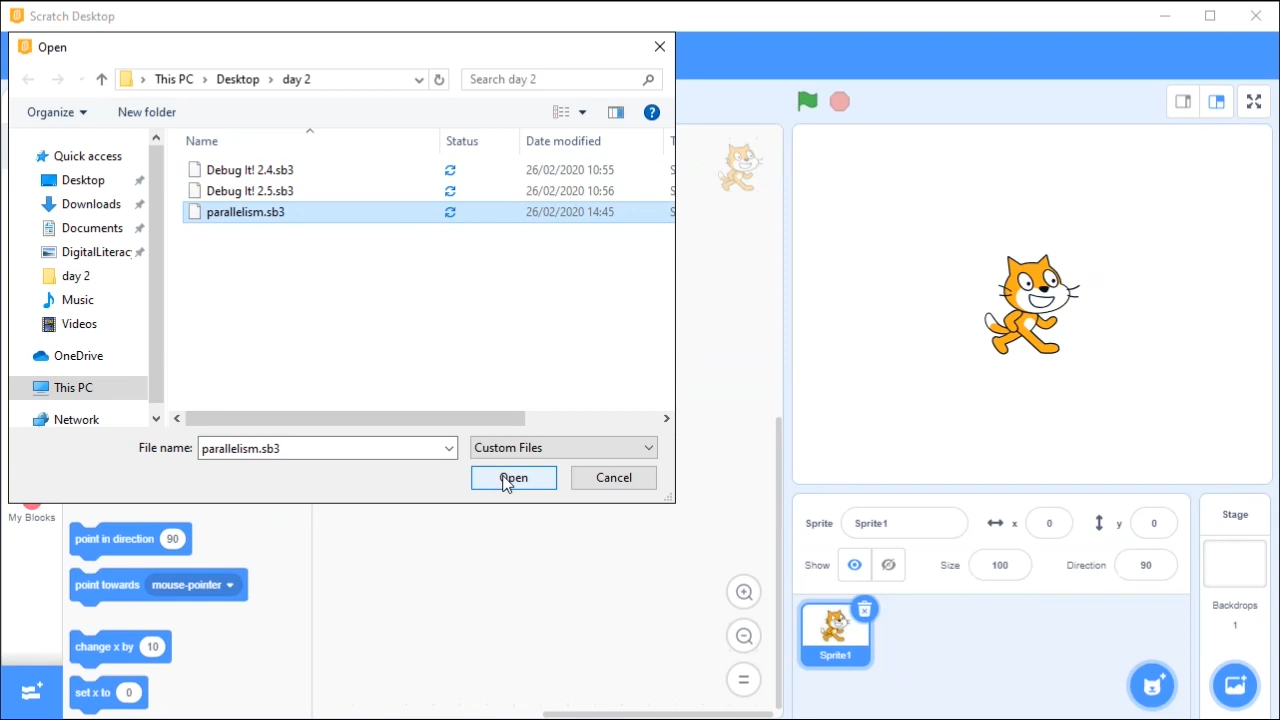 Scratch Desktop
Open
This PC > Desktop > day 2
Search day 2
Organize
New folder
Name
Status
Date modified
Quick access
Desktop
Downloads
Documents
DigitalLiterac
day 2
Music
Videos
OneDrive
This PC
Network
Debug It! 2.4.sb3 26/02/2020 10:55
Debug It! 2.5.sb3 26/02/2020 10:56
parallelism.sb3 26/02/2020 14:45
File name: parallelism.sb3
Custom Files
Open
Cancel
My Blocks
point in direction 90
point towards mouse-pointer
change x by 10
set x to 0
Sprite Sprite1 x 0 y 0
Show Size 100 Direction 90
Sprite1
Stage
Backdrops
1